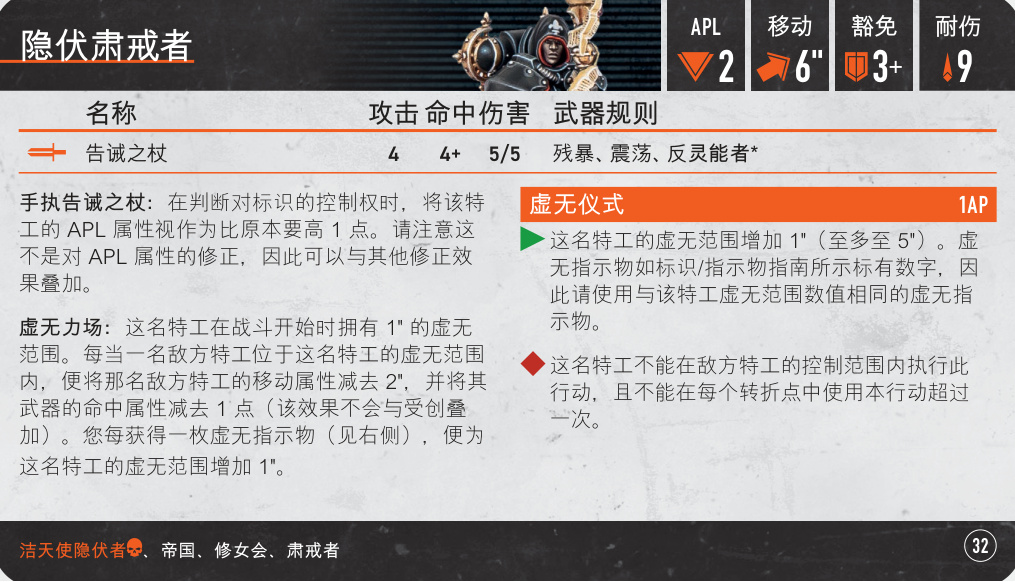 隐伏肃戒者
APL 2
移动 6"
豁免 3+
耐伤 9
名称 攻击 命中 伤害 武器规则
告诫之杖 4 4+ 5/5 残暴、震荡、反灵能者*
手执告诫之杖：在判断对标识的控制权时，将该特
工的 APL 属性视作为比原本要高 1 点。请注意这
不是对 APL 属性的修正，因此可以与其他修正效
果叠加。
虚无力场：这名特工在战斗开始时拥有 1" 的虚无
范围。每当一名敌方特工位于这名特工的虚无范围
内，便将那名敌方特工的移动属性减去 2"，并将其
武器的命中属性减去 1 点（该效果不会与受创叠
加）。您每获得一枚虚无指示物（见右侧），便为
这名特工的虚无范围增加 1"。
虚无仪式 1AP
这名特工的虚无范围增加 1"（至多至 5"）。虚
无指示物如标识/指示物指南所示标有数字，因
此请使用与该特工虚无范围数值相同的虚无指
示物。
这名特工不能在敌方特工的控制范围内执行此
行动，且不能在每个转折点中使用本行动超过
一次。
洁天使隐伏者、帝国、修女会、肃戒者
32